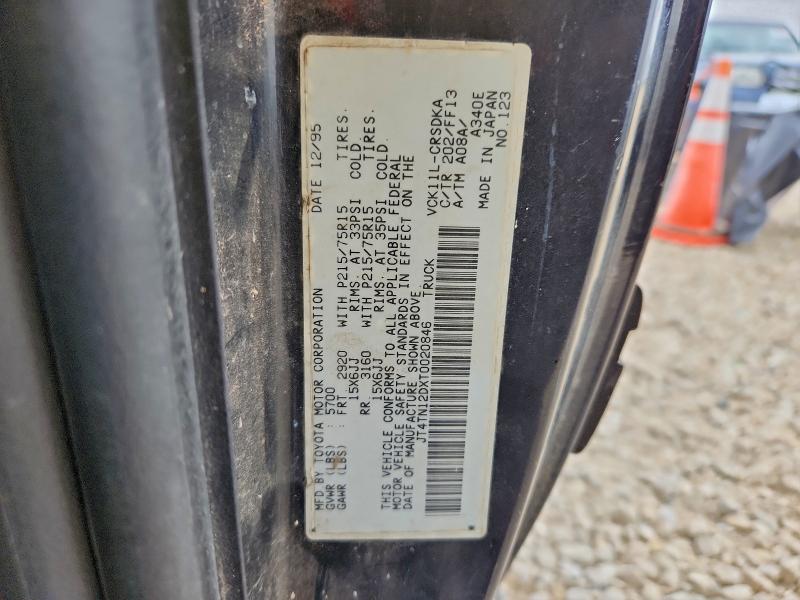 MFD BY TOYOTA MOTOR CORPORATION DATE 12/95
GVWR (LBS) : 5700
GAWR (LBS) : FRT 2920 WITH P215/75R15 TIRES.
15X6JJ RIMS. AT 33PSI COLD.
RR 3160 WITH P215/75R15 TIRES.
15X6JJ RIMS. AT 35PSI COLD.
THIS VEHICLE CONFORMS TO ALL APPLICABLE FEDERAL
MOTOR VEHICLE SAFETY STANDARDS IN EFFECT ON THE
DATE OF MANUFACTURE SHOWN ABOVE.
JT4TN12DXT0020846 TRUCK
VCK11L-CRSDKA
C/TR 202/FF13
A/TM A08A/
A340E
MADE IN JAPAN
NO.123